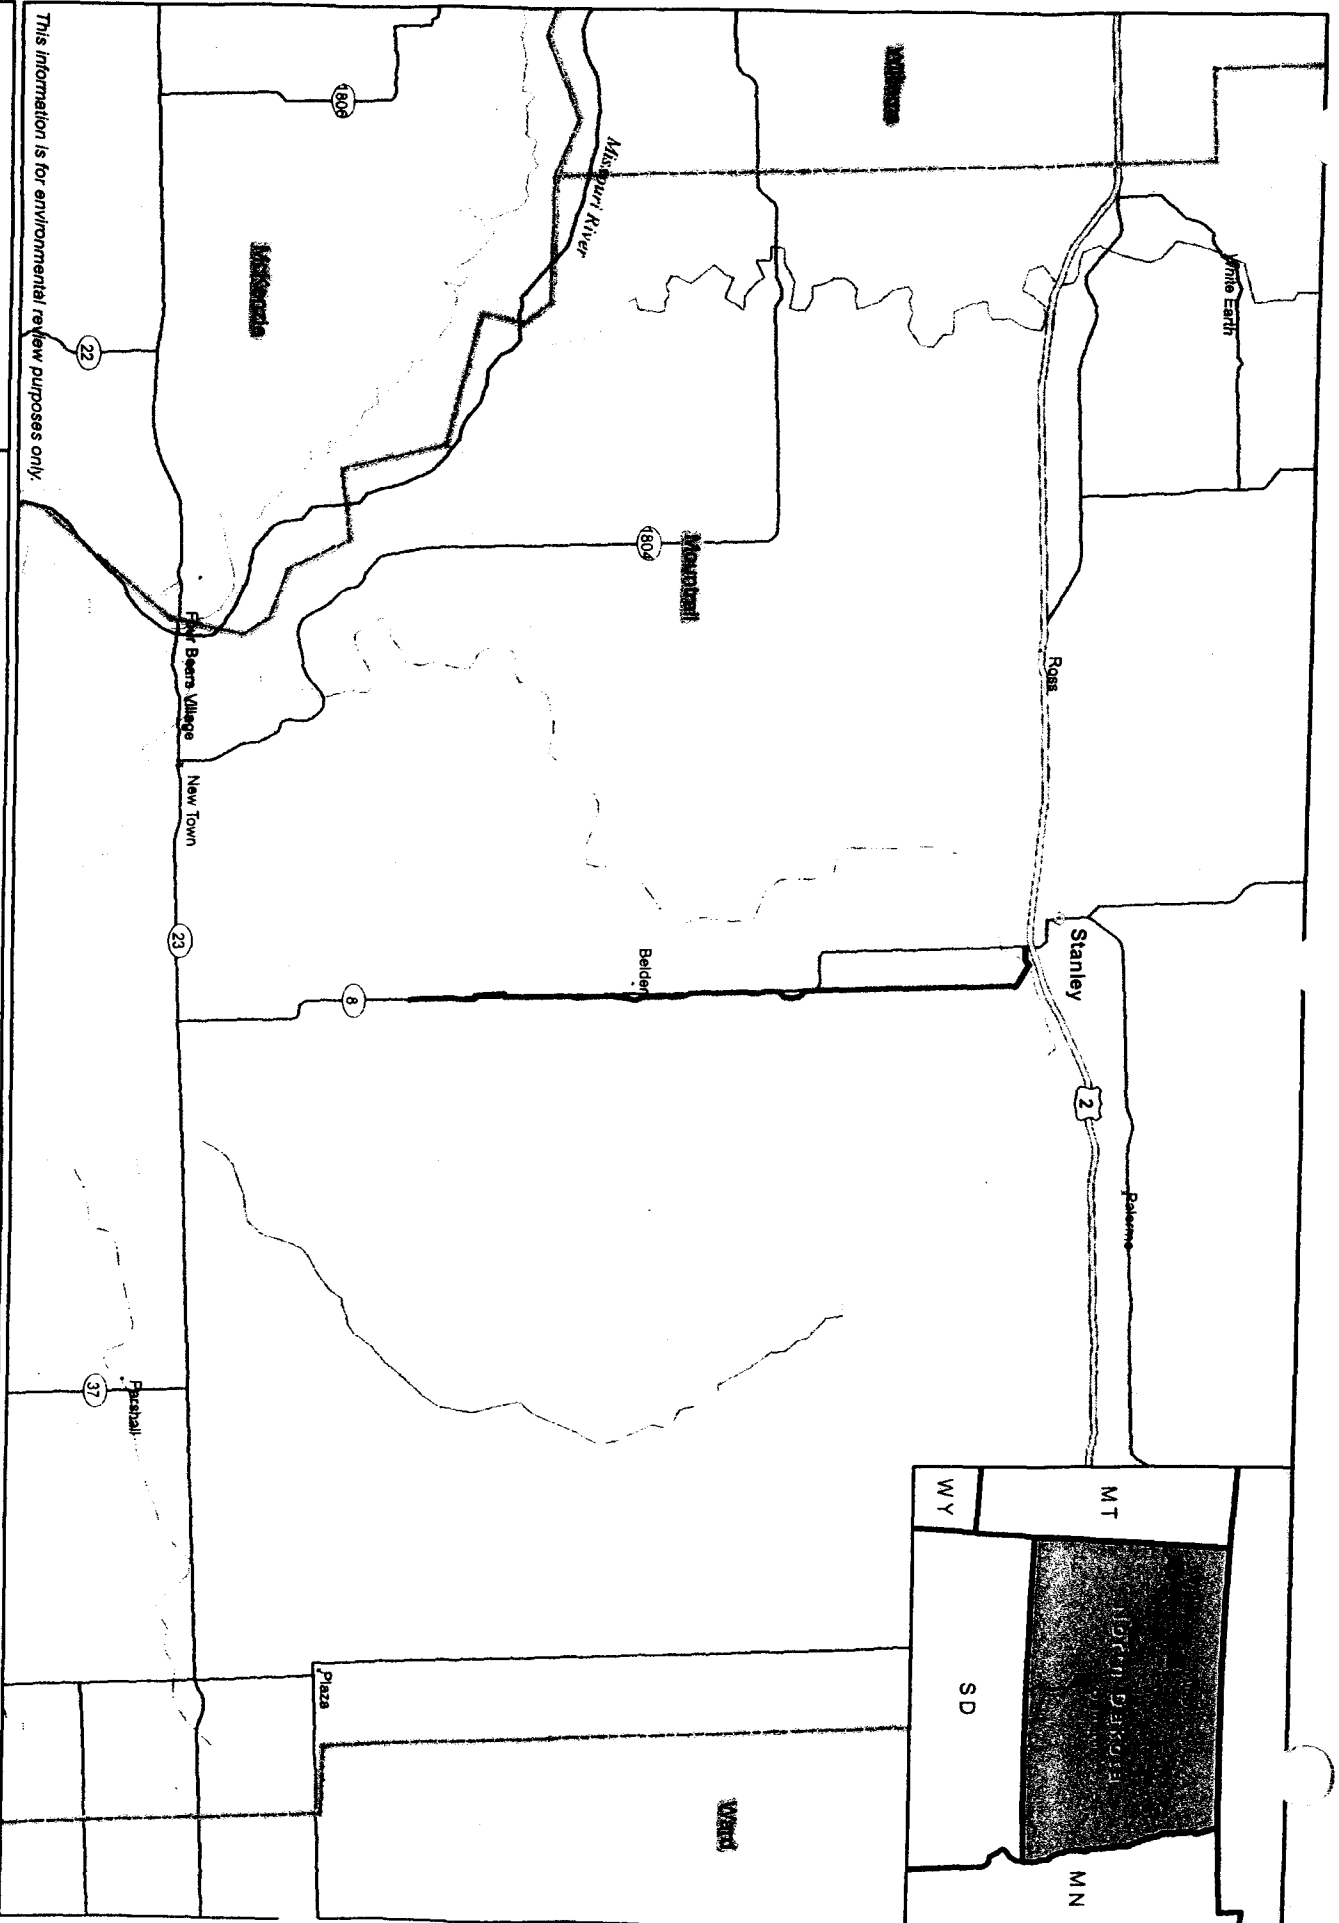 White Earth
Ross
Stanley
2
Palermo
Williams
Missouri River
1804
Mountrail
Belden
8
1806
McKenzie
22
Four Bears Village
New Town
23
37
Parshall
Plaza
Ward
MT
WY
North Dakota
SD
MN
This information is for environmental review purposes only.